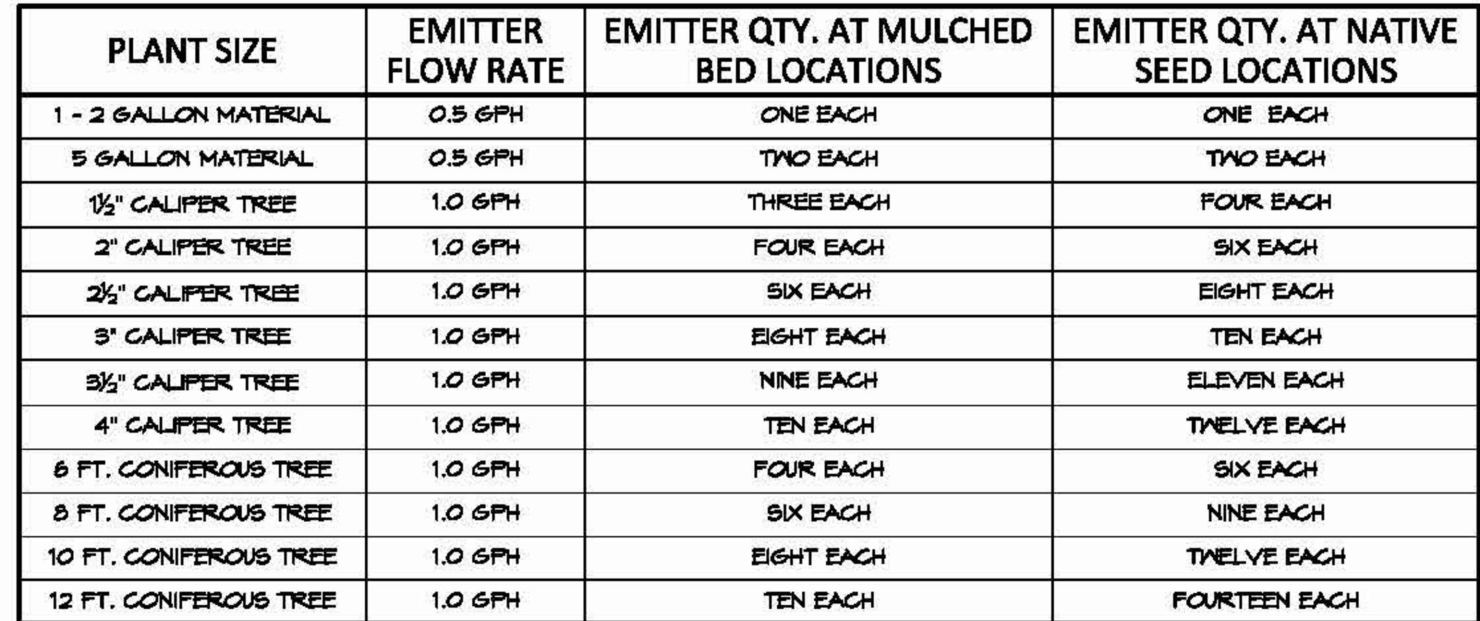 PLANT SIZE EMITTER FLOW RATE EMITTER QTY. AT MULCHED BED LOCATIONS EMITTER QTY. AT NATIVE SEED LOCATIONS
1 - 2 GALLON MATERIAL 0.5 GPH ONE EACH ONE EACH
5 GALLON MATERIAL 0.5 GPH TWO EACH TWO EACH
1½" CALIPER TREE 1.0 GPH THREE EACH FOUR EACH
2" CALIPER TREE 1.0 GPH FOUR EACH SIX EACH
2½" CALIPER TREE 1.0 GPH SIX EACH EIGHT EACH
3" CALIPER TREE 1.0 GPH EIGHT EACH TEN EACH
3½" CALIPER TREE 1.0 GPH NINE EACH ELEVEN EACH
4" CALIPER TREE 1.0 GPH TEN EACH TWELVE EACH
6 FT. CONIFEROUS TREE 1.0 GPH FOUR EACH SIX EACH
8 FT. CONIFEROUS TREE 1.0 GPH SIX EACH NINE EACH
10 FT. CONIFEROUS TREE 1.0 GPH EIGHT EACH TWELVE EACH
12 FT. CONIFEROUS TREE 1.0 GPH TEN EACH FOURTEEN EACH